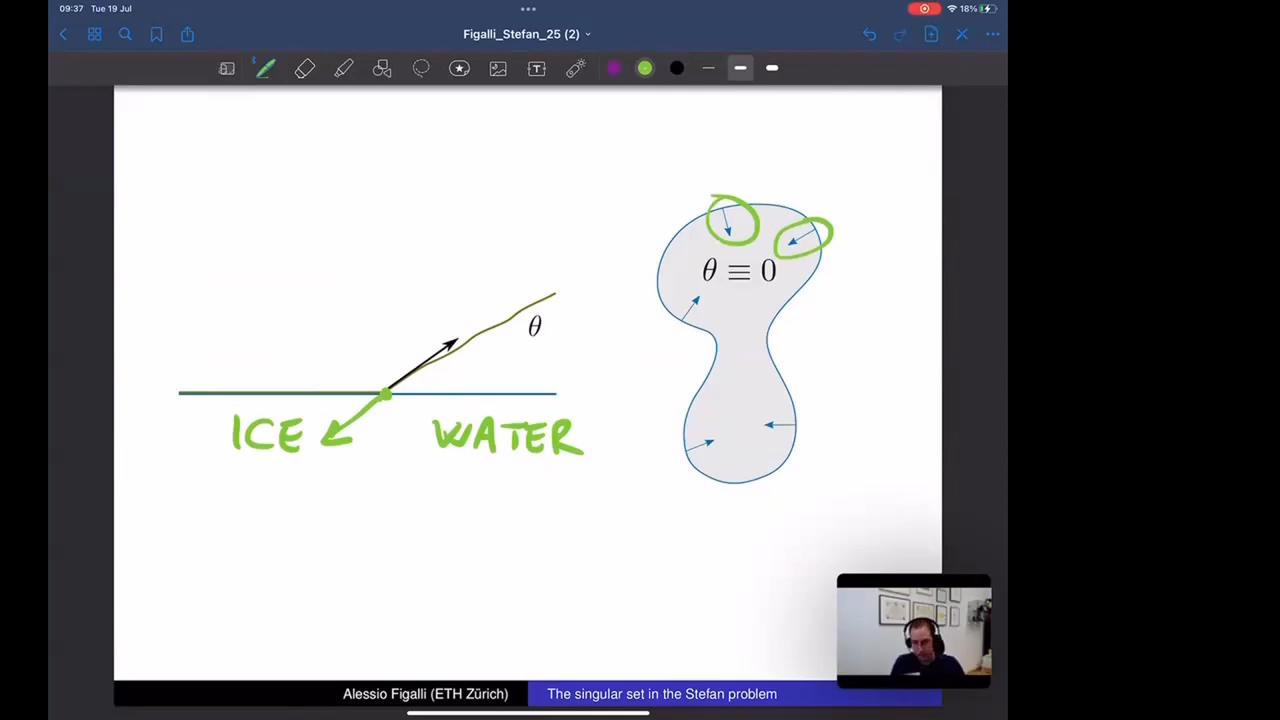 09:37 Tue 19 Jul
18%
Figalli_Stefan_25 (2)
θ ≡ 0
θ
ICE WATER
Alessio Figalli (ETH Zürich)
The singular set in the Stefan problem